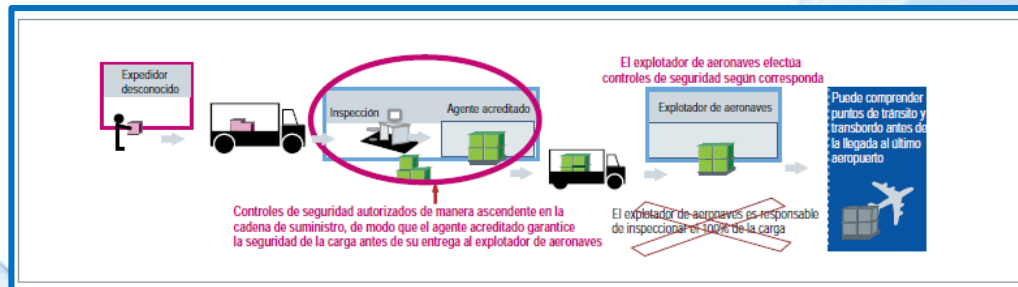 El explotador de aeronaves efectúa
controles de seguridad según corresponda
Expedidor
desconocido
Inspección
Agente acreditado
Explotador de aeronaves
Puede comprender
puntos de tránsito y
transbordo antes de
la llegada al último
aeropuerto
Controles de seguridad autorizados de manera ascendente en la
cadena de suministro, de modo que el agente acreditado garantice
la seguridad de la carga antes de su entrega al explotador de aeronaves
El explotador de aeronaves es responsable
de inspeccionar el 100% de la carga